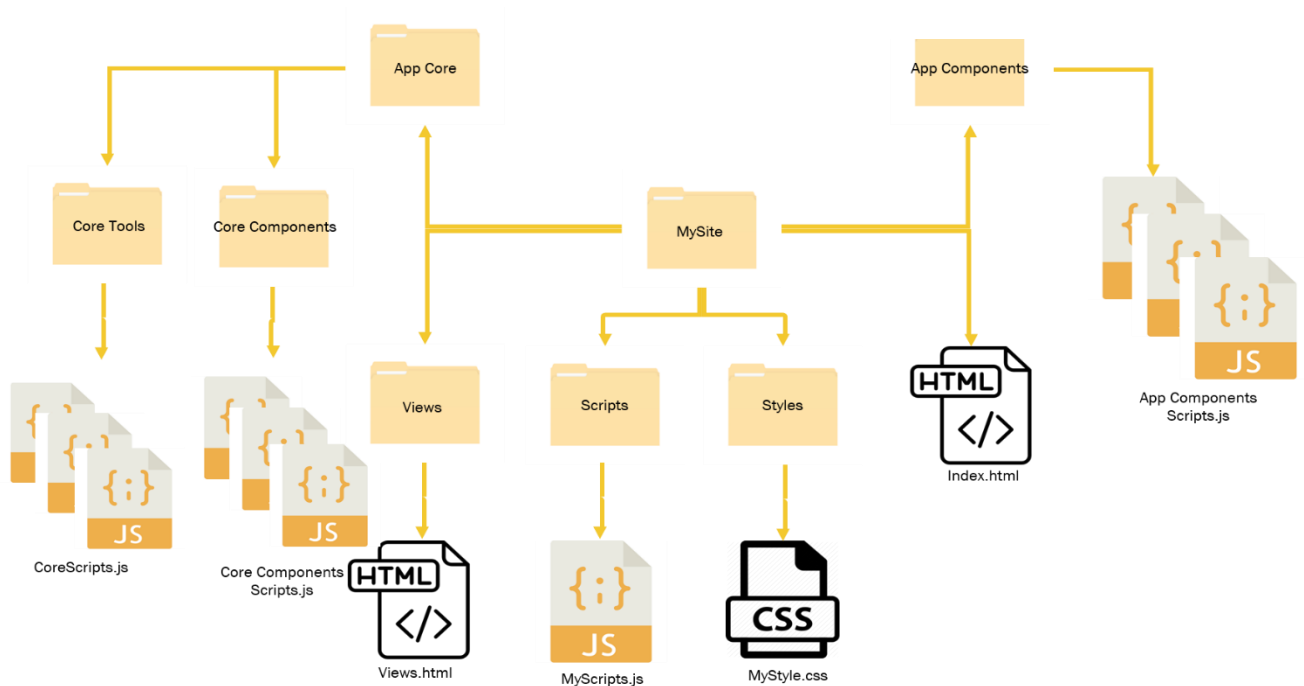 App Core
App Components
Core Tools
Core Components
MySite
{;}
JS
App Components
Scripts.js
Views
Scripts
Styles
HTML
</>
Index.html
{;}
JS
CoreScripts.js
{;}
JS
Core Components
Scripts.js
HTML
</>
Views.html
{;}
JS
MyScripts.js
CSS
MyStyle.css